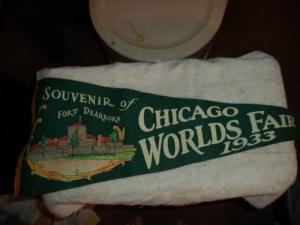 SOUVENIR of
FORT DEARBORN
CHICAGO
WORLDS FAIR
1933